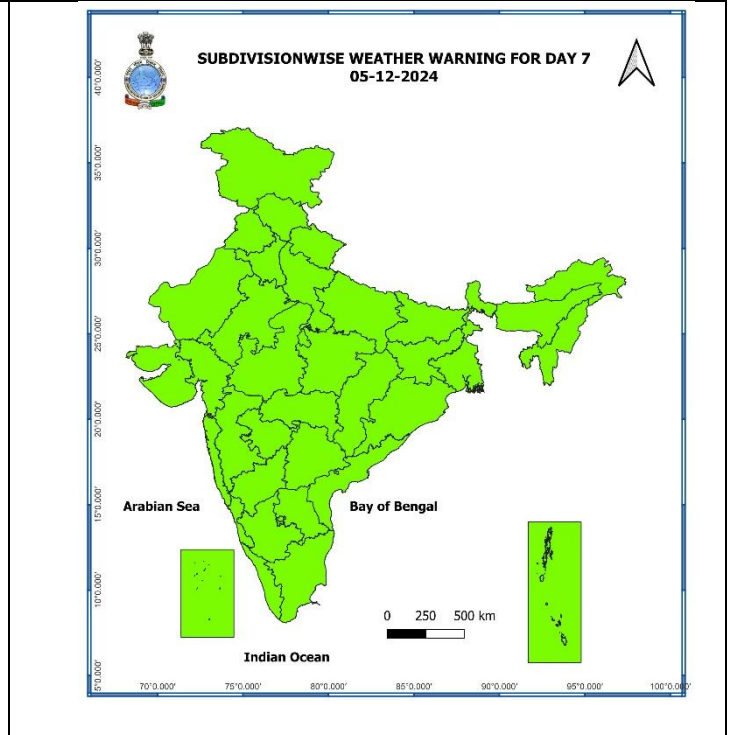 SUBDIVISIONWISE WEATHER WARNING FOR DAY 7
05-12-2024
40°0.000'
35°0.000'
30°0.000'
25°0.000'
20°0.000'
15°0.000'
10°0.000'
5°0.000'
Arabian Sea
Bay of Bengal
0 250 500 km
Indian Ocean
70°0.000' 75°0.000' 80°0.000' 85°0.000' 90°0.000' 95°0.000' 100°0.000'